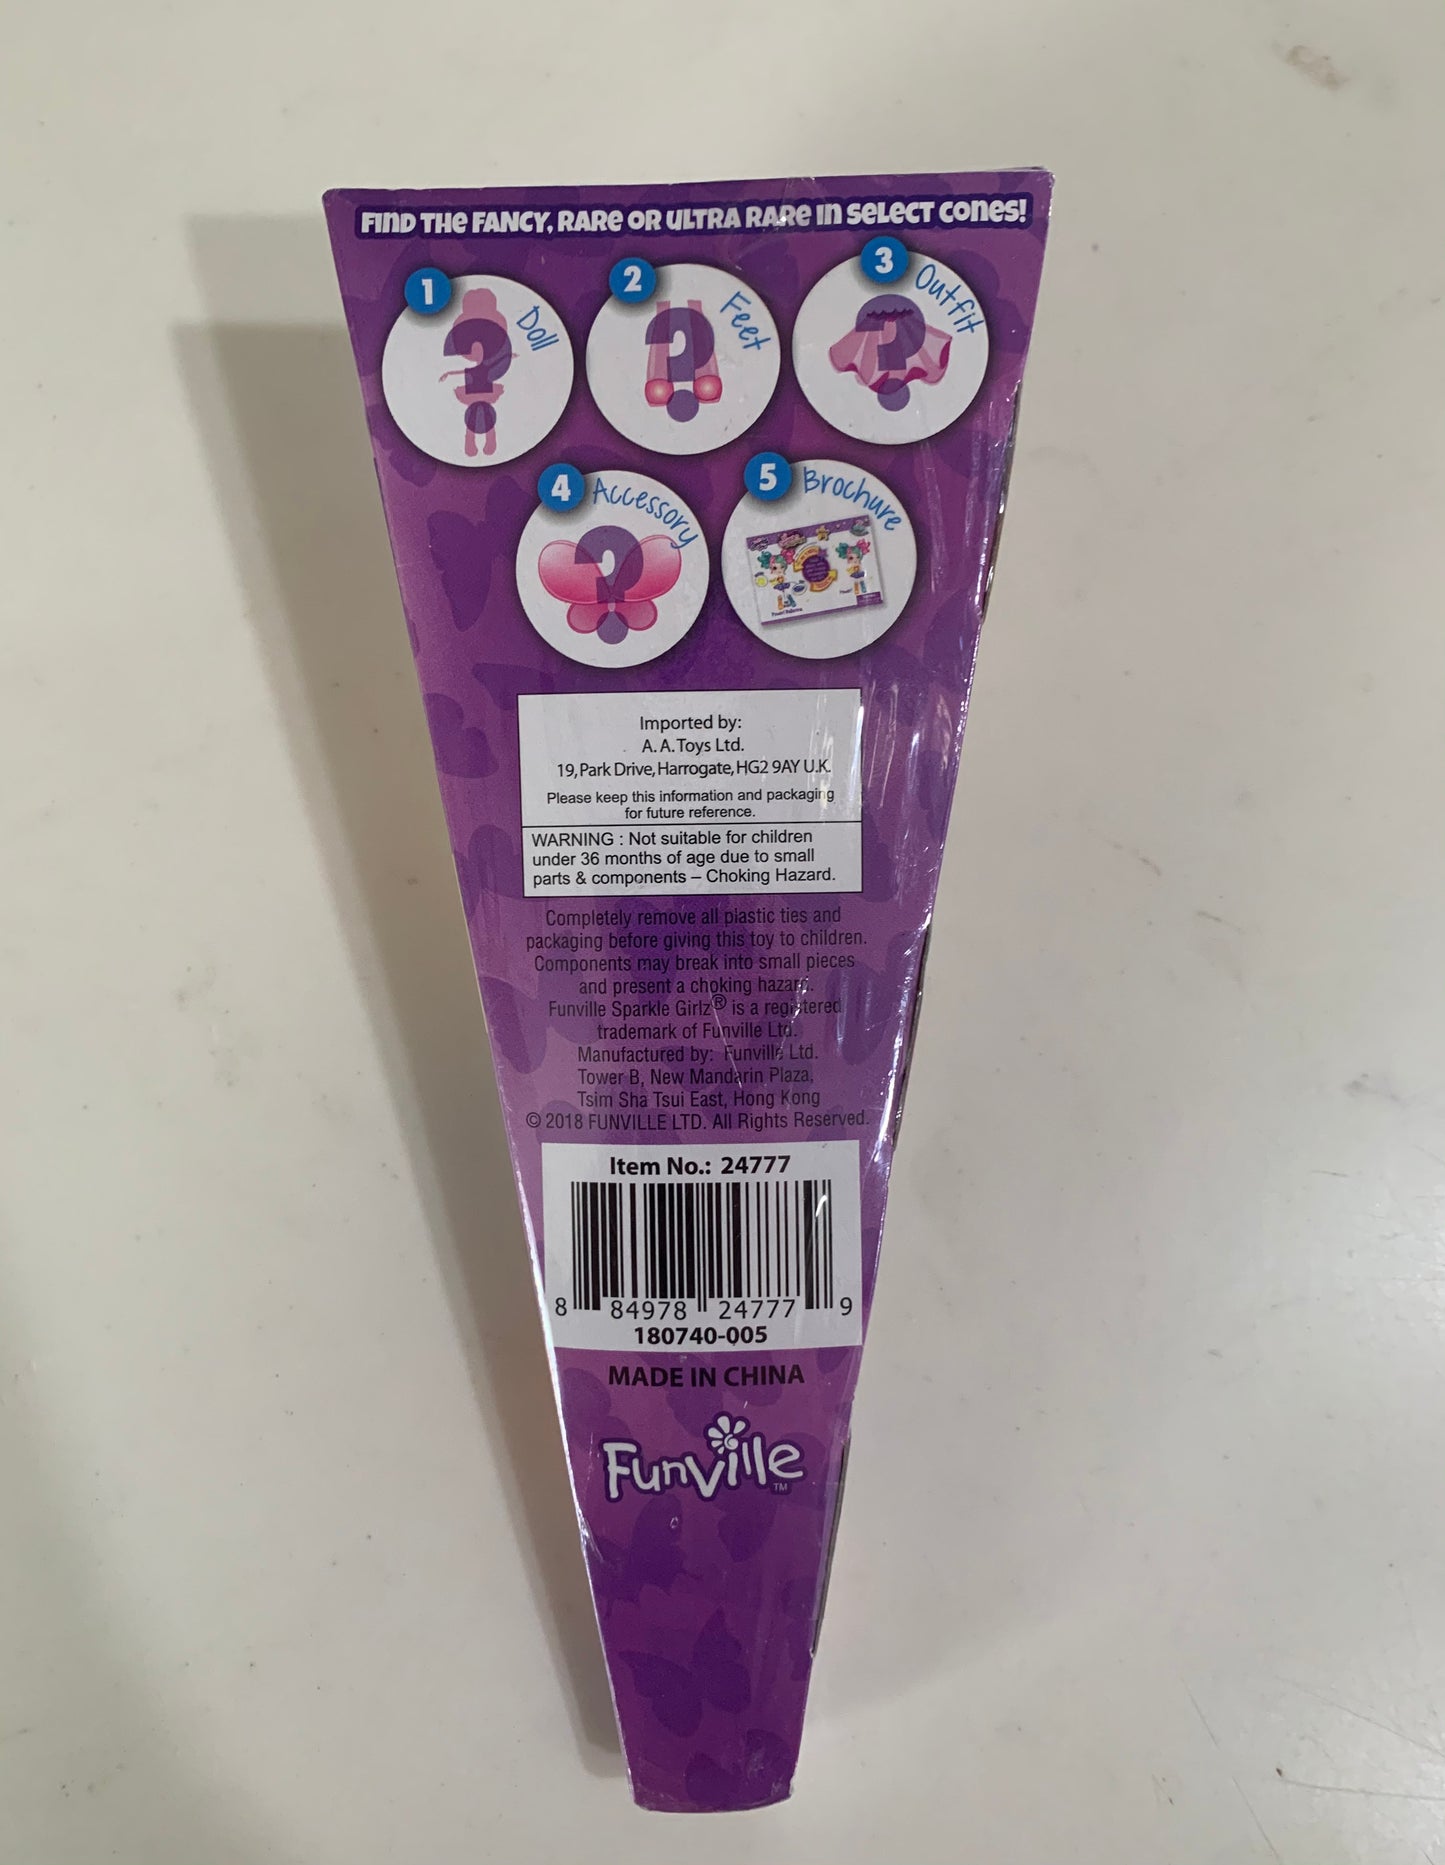 FIND THE FANCY, RARE OR ULTRA RARE IN SELECT CONES!
1 Doll
2 Feet
3 Outfit
4 Accessory
5 Brochure
Imported by:
A.A.Toys Ltd.
19, Park Drive, Harrogate, HG2 9AY U.K.
Please keep this information and packaging
for future reference.
WARNING : Not suitable for children
under 36 months of age due to small
parts & components – Choking Hazard.
Completely remove all plastic ties and
packaging before giving this toy to children.
Components may break into small pieces
and present a choking hazard.
Funville Sparkle Girlz® is a registered
trademark of Funville Ltd.
Manufactured by: Funville Ltd.
Tower B, New Mandarin Plaza,
Tsim Sha Tsui East, Hong Kong
© 2018 FUNVILLE LTD. All Rights Reserved.
Item No.: 24777
8 84978 24777 9
180740-005
MADE IN CHINA
Funville™